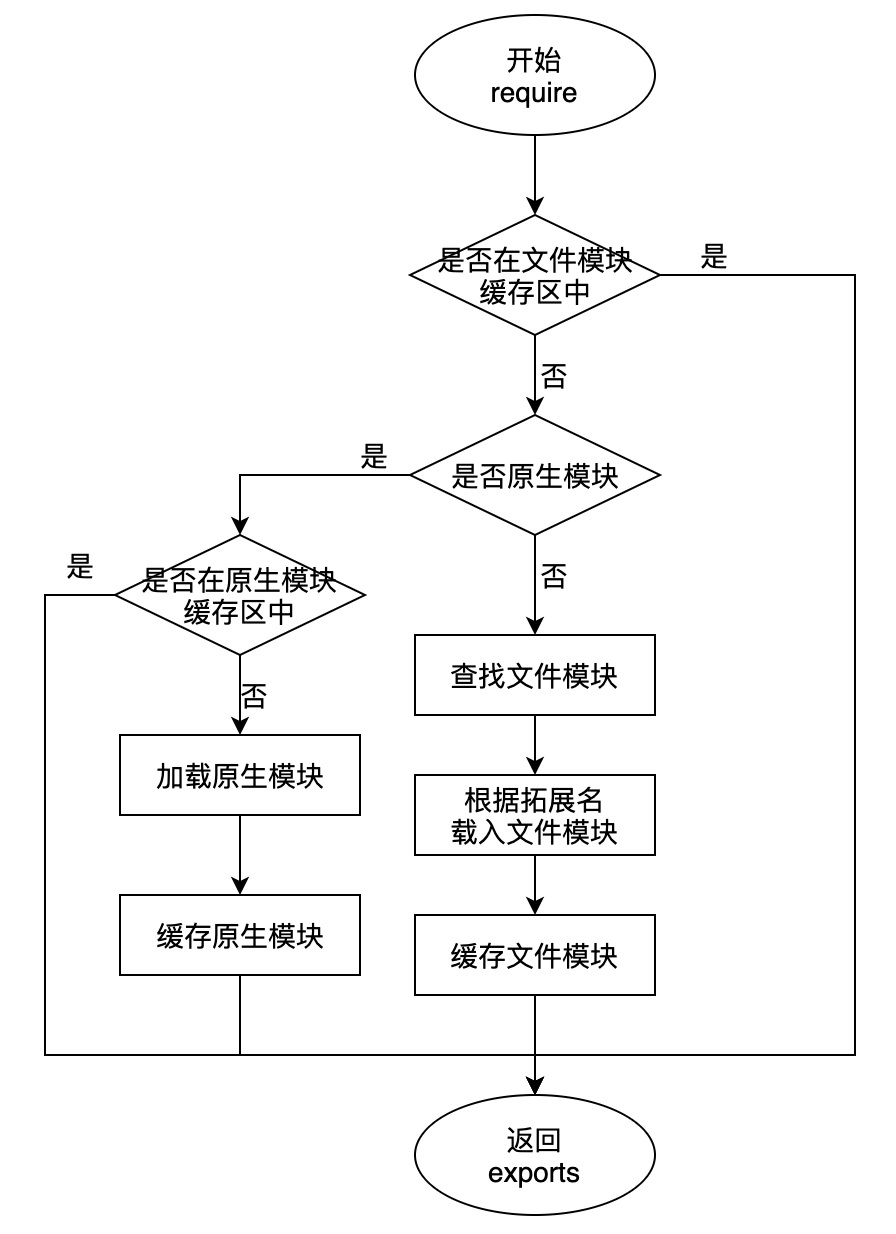 开始
require
是否在文件模块
缓存区中
是
否
是否原生模块
是
是否在原生模块
缓存区中
是
否
否
查找文件模块
加载原生模块
根据拓展名
载入文件模块
缓存原生模块
缓存文件模块
返回
exports